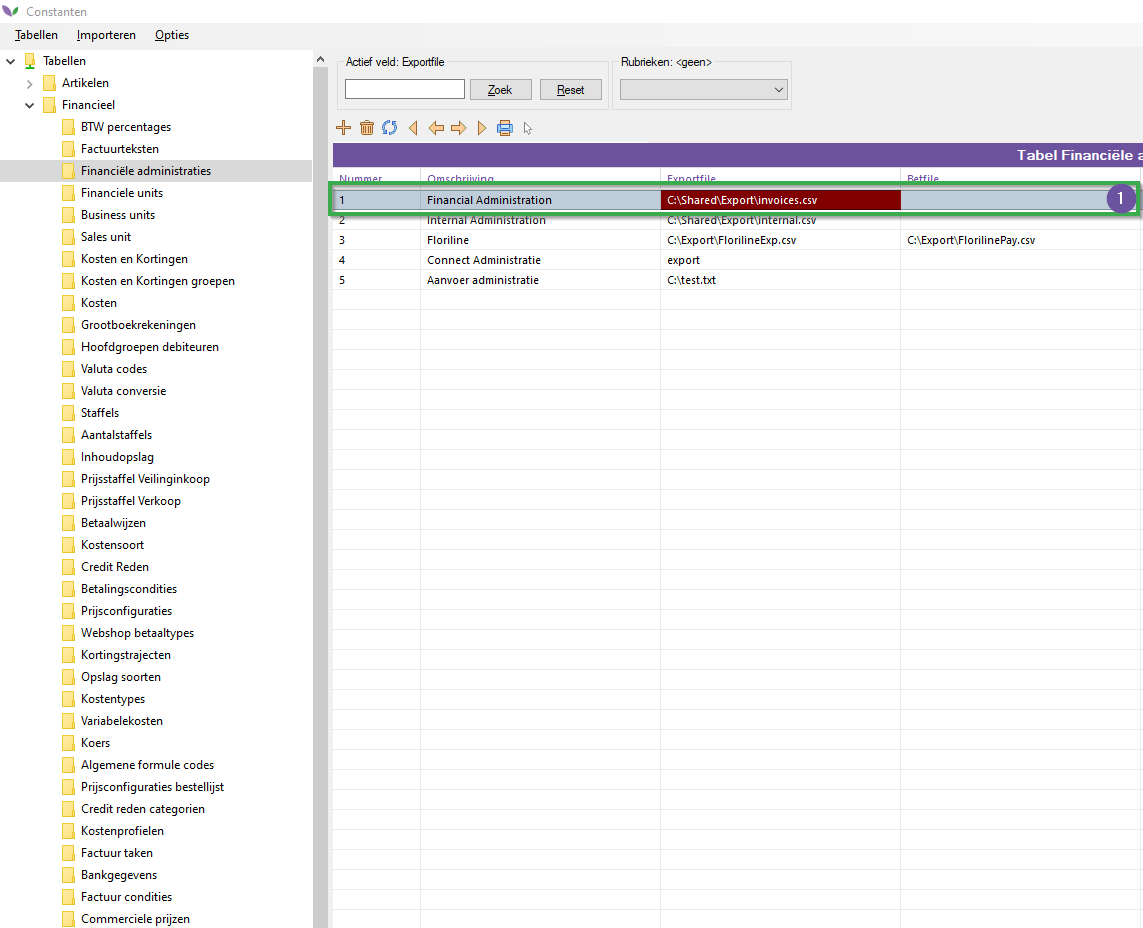 Constanten
Tabellen Importeren Opties
Tabellen
Artikelen
Financieel
BTW percentages
Factuurteksten
Financiële administraties
Financiele units
Business units
Sales unit
Kosten en Kortingen
Kosten en Kortingen groepen
Kosten
Grootboekrekeningen
Hoofdgroepen debiteuren
Valuta codes
Valuta conversie
Staffels
Aantalstaffels
Inhoudopslag
Prijsstaffel Veilinginkoop
Prijsstaffel Verkoop
Betaalwijzen
Kostensoort
Credit Reden
Betalingscondities
Prijsconfiguraties
Webshop betaaltypes
Kortingstrajecten
Opslag soorten
Kostentypes
Variabelekosten
Koers
Algemene formule codes
Prijsconfiguraties bestellijst
Credit reden categorien
Kostenprofielen
Factuur taken
Bankgegevens
Factuur condities
Commerciele prijzen
Actief veld: Exportfile
Zoek Reset
Rubrieken: <geen>
Tabel Financiële a
Nummer Omschrijving Exportfile Betfile
1 Financial Administration C:\Shared\Export\invoices.csv 1
2 Internal Administration C:\Shared\Export\internal.csv
3 Floriline C:\Export\FlorilineExp.csv C:\Export\FlorilinePay.csv
4 Connect Administratie export
5 Aanvoer administratie C:\test.txt